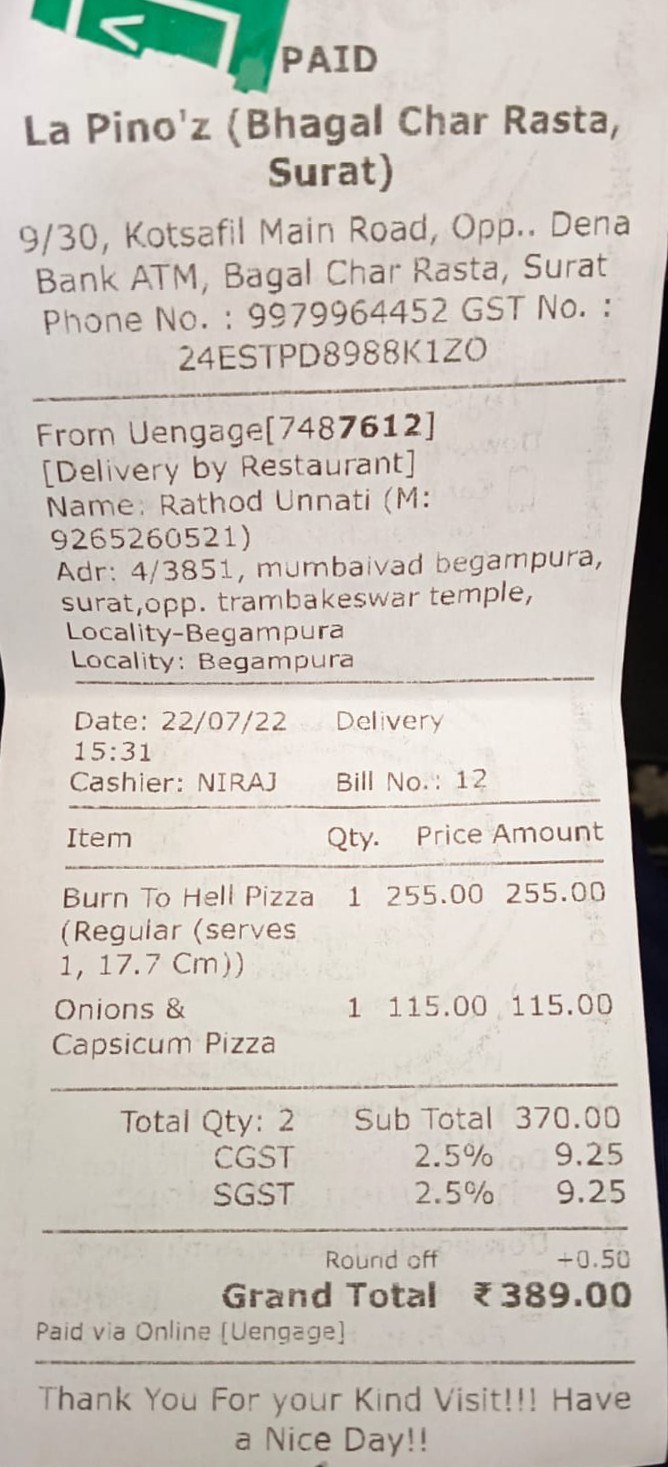 PAID
La Pino'z (Bhagal Char Rasta,
Surat)
9/30, Kotsafil Main Road, Opp.. Dena
Bank ATM, Bagal Char Rasta, Surat
Phone No. : 9979964452 GST No. :
24ESTPD8988K1ZO
From Uengage[7487612]
[Delivery by Restaurant]
Name: Rathod Unnati (M:
9265260521)
Adr: 4/3851, mumbaivad begampura,
surat,opp. trambakeswar temple,
Locality-Begampura
Locality: Begampura
Date: 22/07/22 Delivery
15:31
Cashier: NIRAJ Bill No.: 12
Item Qty. Price Amount
Burn To Hell Pizza 1 255.00 255.00
(Regular (serves
1, 17.7 Cm))
Onions & 1 115.00 115.00
Capsicum Pizza
Total Qty: 2 Sub Total 370.00
CGST 2.5% 9.25
SGST 2.5% 9.25
Round off +0.50
Grand Total ₹389.00
Paid via Online [Uengage]
Thank You For your Kind Visit!!! Have
a Nice Day!!